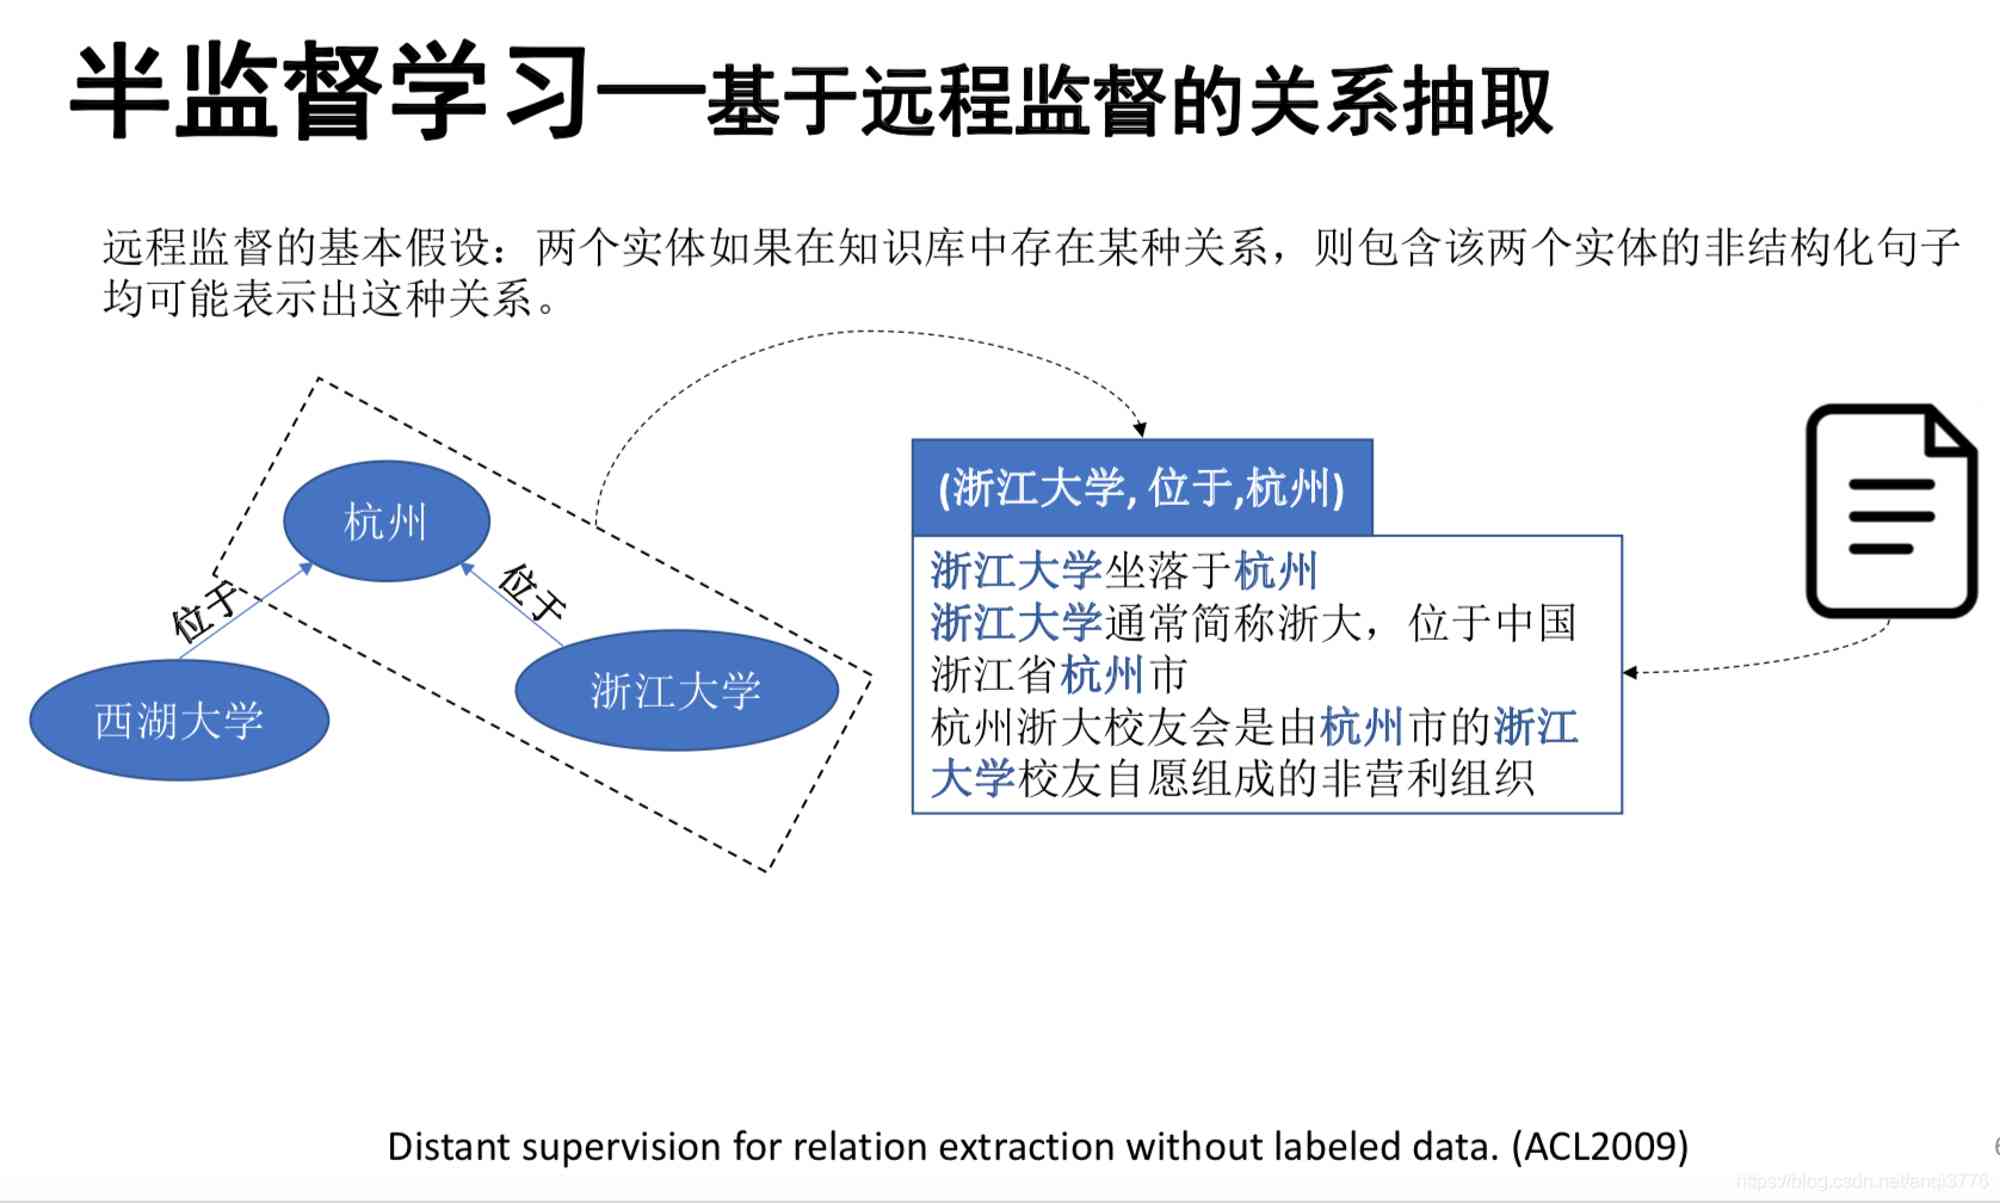 半监督学习——基于远程监督的关系抽取
远程监督的基本假设：两个实体如果在知识库中存在某种关系，则包含该两个实体的非结构化句子
均可能表示出这种关系。
杭州
位于
位于
西湖大学
浙江大学
(浙江大学, 位于,杭州)
浙江大学坐落于杭州
浙江大学通常简称浙大，位于中国
浙江省杭州市
杭州浙大校友会是由杭州市的浙江
大学校友自愿组成的非营利组织
Distant supervision for relation extraction without labeled data. (ACL2009)
https://blog.csdn.net/anqi3776